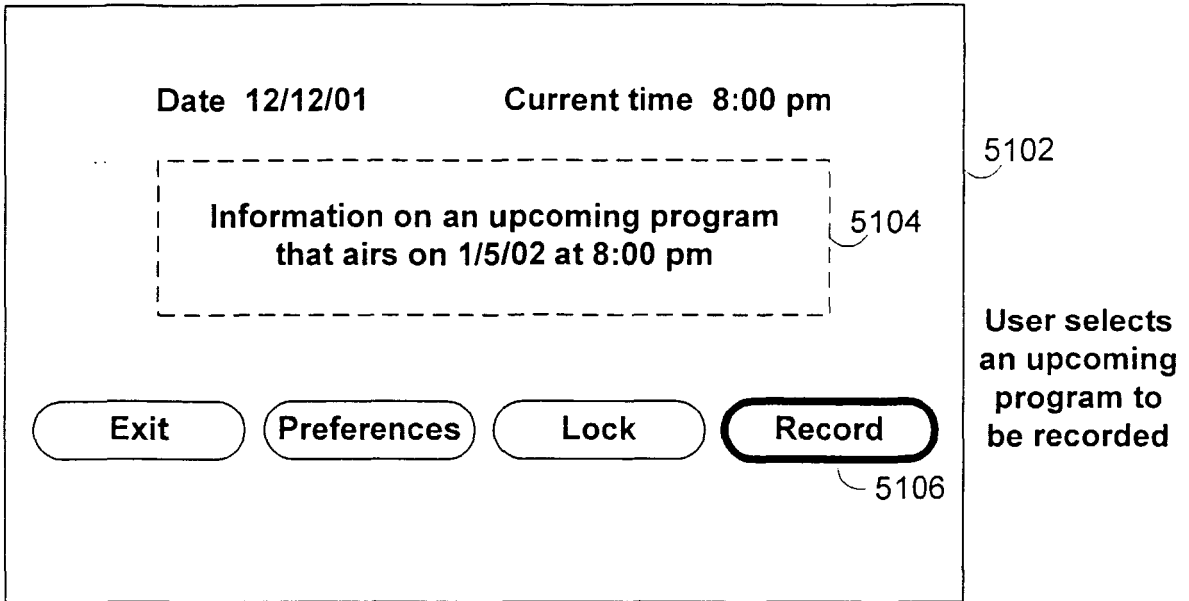 Date 12/12/01 Current time 8:00 pm
5102
Information on an upcoming program
that airs on 1/5/02 at 8:00 pm
5104
User selects
an upcoming
program to
be recorded
Exit Preferences Lock Record
5106